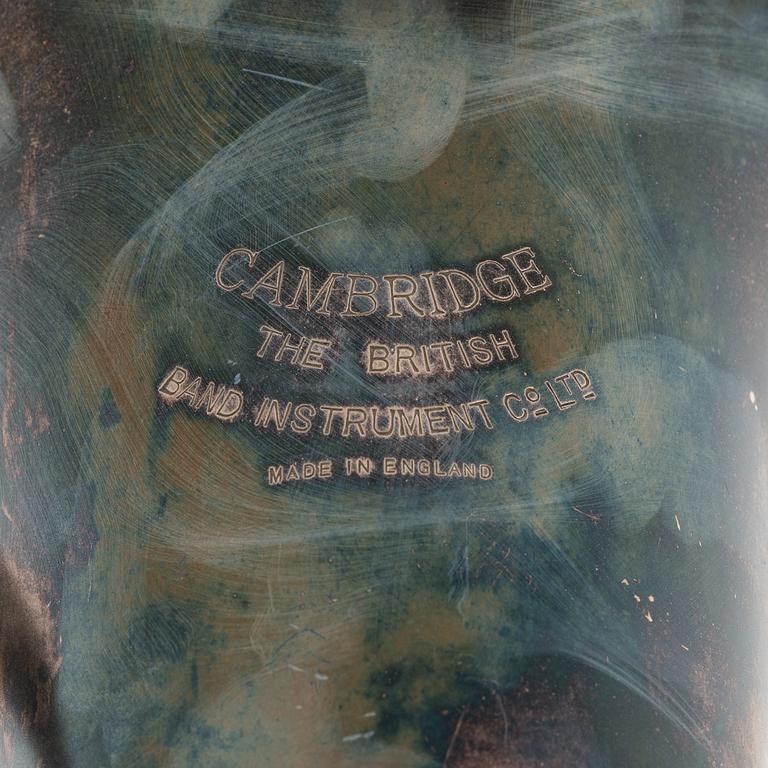 CAMBRIDGE
THE BRITISH
BAND INSTRUMENT Co LTD
MADE IN ENGLAND